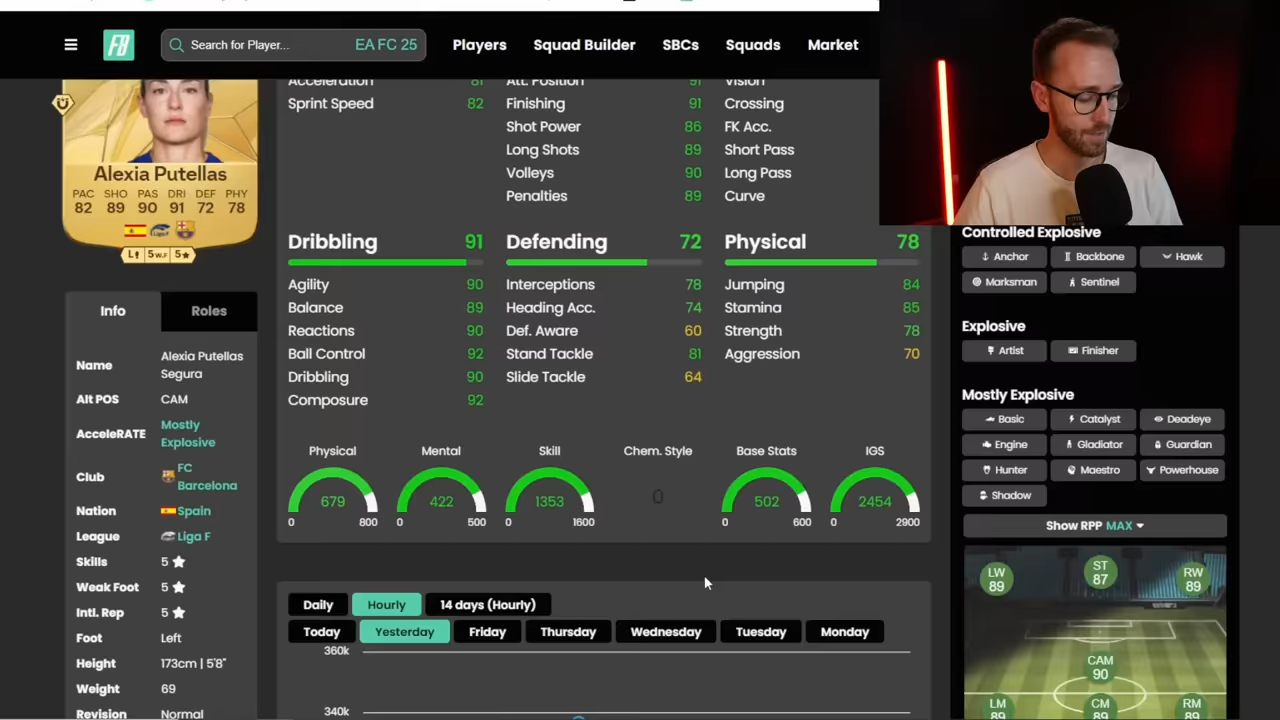 Search for Player... EA FC 25 Players Squad Builder SBCs Squads Market
Alexia Putellas
PAC SHO PAS DRI DEF PHY
82 89 90 91 72 78
L 5 W.F 5
Info Roles
Name Alexia Putellas Segura
Alt POS CAM
AcceleRATE Mostly Explosive
Club FC Barcelona
Nation Spain
League Liga F
Skills 5
Weak Foot 5
Intl. Rep 5
Foot Left
Height 173cm | 5'8"
Weight 69
Revision Normal
Acceleration 81
Sprint Speed 82
Att. Position 91
Finishing 91
Shot Power 86
Long Shots 89
Volleys 90
Penalties 89
Vision
Crossing
FK Acc.
Short Pass
Long Pass
Curve
Dribbling 91
Agility 90
Balance 89
Reactions 90
Ball Control 92
Dribbling 90
Composure 92
Defending 72
Interceptions 78
Heading Acc. 74
Def. Aware 60
Stand Tackle 81
Slide Tackle 64
Physical 78
Jumping 84
Stamina 85
Strength 78
Aggression 70
Physical Mental Skill Chem. Style Base Stats IGS
679 422 1353 0 502 2454
0 800 0 500 0 1600 0 600 0 2900
Daily Hourly 14 days (Hourly)
Today Yesterday Friday Thursday Wednesday Tuesday Monday
360k
340k
Controlled Explosive
Anchor Backbone Hawk
Marksman Sentinel
Explosive
Artist Finisher
Mostly Explosive
Basic Catalyst Deadeye
Engine Gladiator Guardian
Hunter Maestro Powerhouse
Shadow
Show RPP MAX
LW 89
ST 87
RW 89
CAM 90
LM 89
CM 89
RM 89